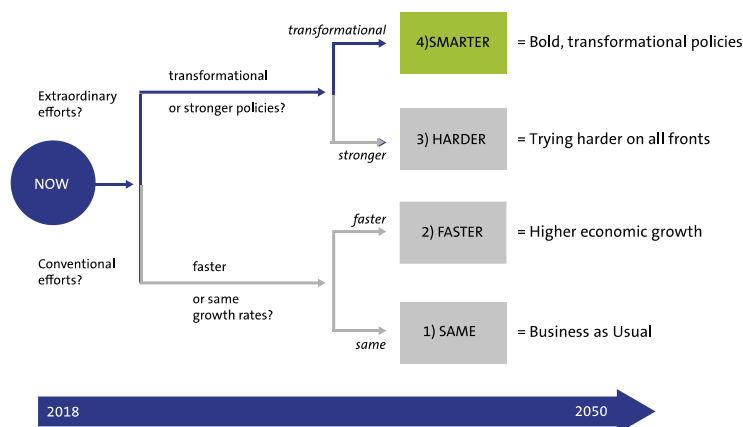 transformational
4)SMARTER
= Bold, transformational policies
transformational
or stronger policies?
Extraordinary
efforts?
3) HARDER
= Trying harder on all fronts
stronger
NOW
faster
2) FASTER
= Higher economic growth
Conventional
efforts?
faster
or same
growth rates?
1) SAME
= Business as Usual
same
2018
2050